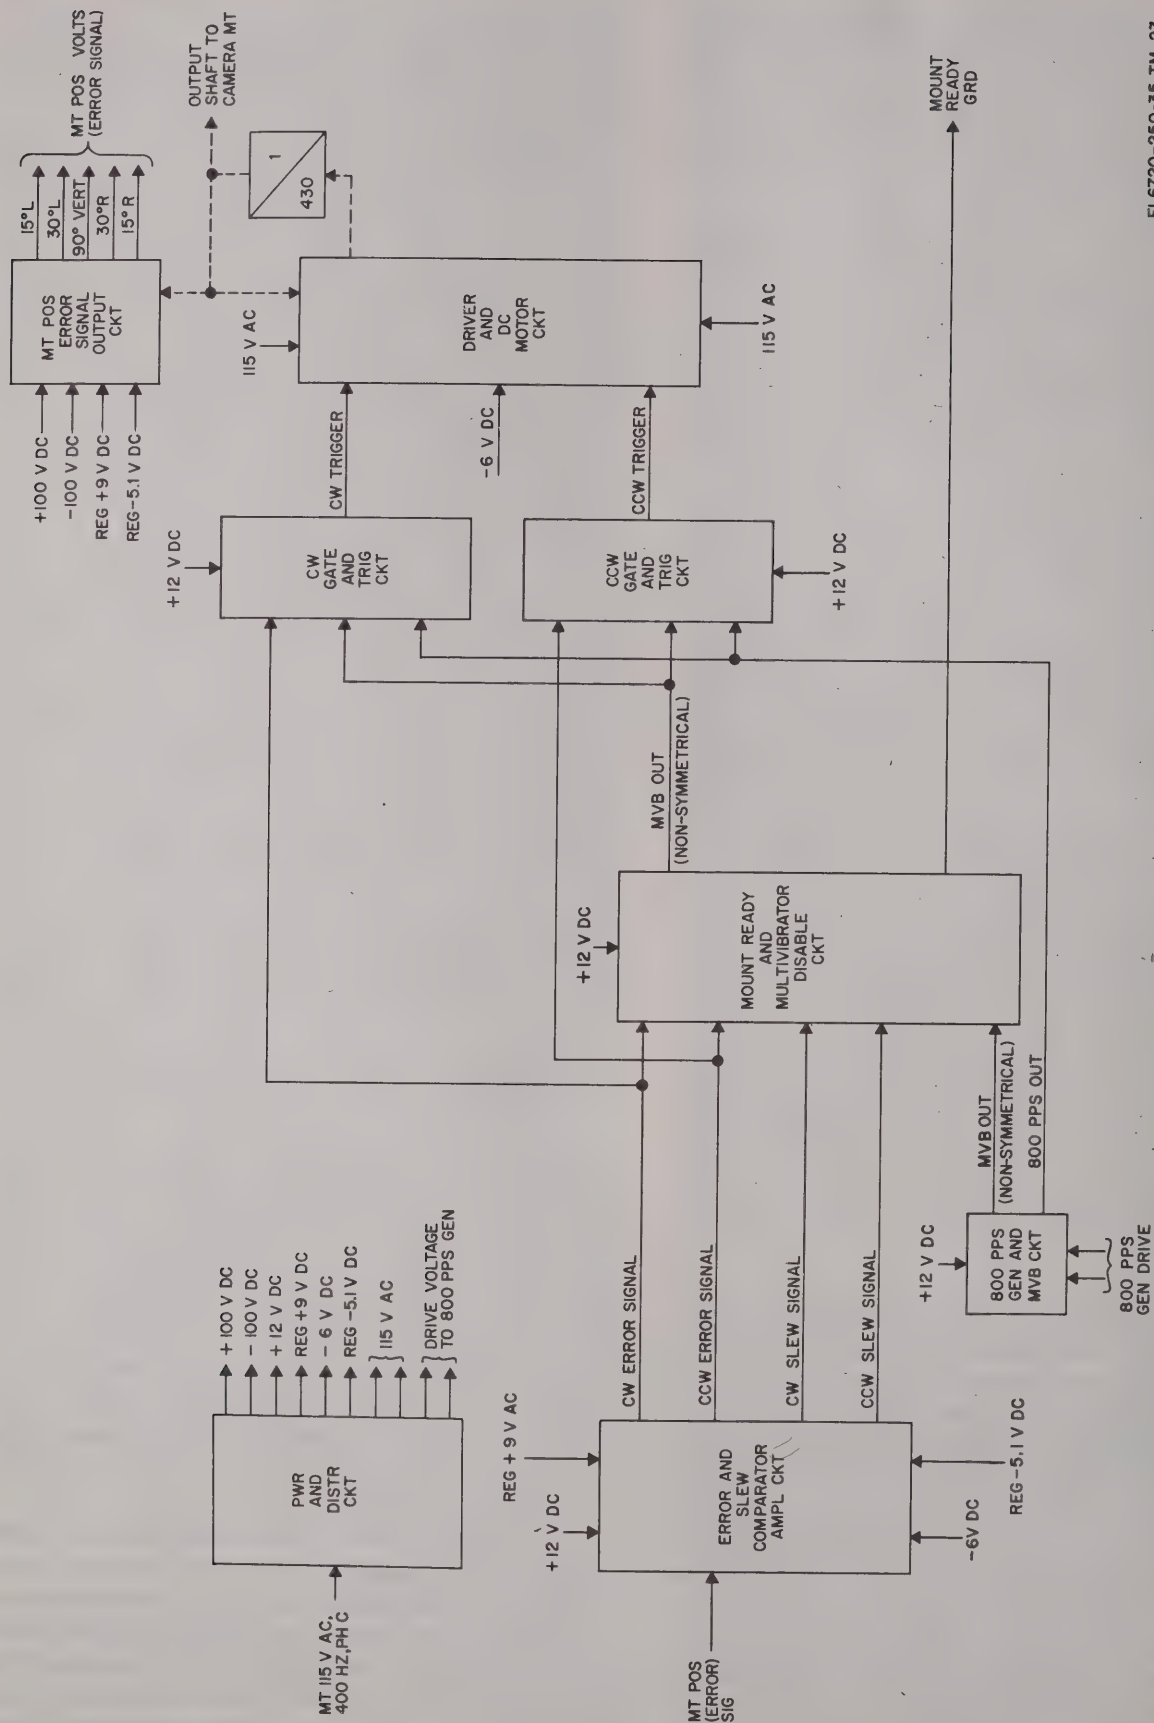 MT 115 V AC,
400 HZ, PH C
PWR
AND
DISTR
CKT
+100 V DC
-100 V DC
+12 V DC
REG +9 V DC
-6 V DC
REG -5.1 V DC
115 V AC
DRIVE VOLTAGE
TO 800 PPS GEN
MT POS
(ERROR)
SIG
+12 V DC
REG +9 V AC
ERROR AND
SLEW
COMPARATOR
AMPL CKT
-6V DC
REG -5.1 V DC
CW ERROR SIGNAL
CCW ERROR SIGNAL
CW SLEW SIGNAL
CCW SLEW SIGNAL
+12 V DC
800 PPS
GEN AND
MVB CKT
800 PPS
GEN DRIVE
MVB OUT
(NON-SYMMETRICAL)
800 PPS OUT
+12 V DC
MOUNT READY
AND
MULTIVIBRATOR
DISABLE
CKT
MVB OUT
(NON-SYMMETRICAL)
+12 V DC
CW
GATE
AND
TRIG
CKT
CW TRIGGER
CCW
GATE
AND
TRIG
CKT
CCW TRIGGER
+12 V DC
+100 V DC
-100 V DC
REG +9 V DC
REG -5.1 V DC
MT POS
ERROR
SIGNAL
OUTPUT
CKT
15°L
30°L
90° VERT
30°R
15°R
MT POS VOLTS
(ERROR SIGNAL)
115 V AC
-6 V DC
DRIVER
AND
DC
MOTOR
CKT
115 V AC
1
430
OUTPUT
SHAFT TO
CAMERA MT
MOUNT
READY
GRD